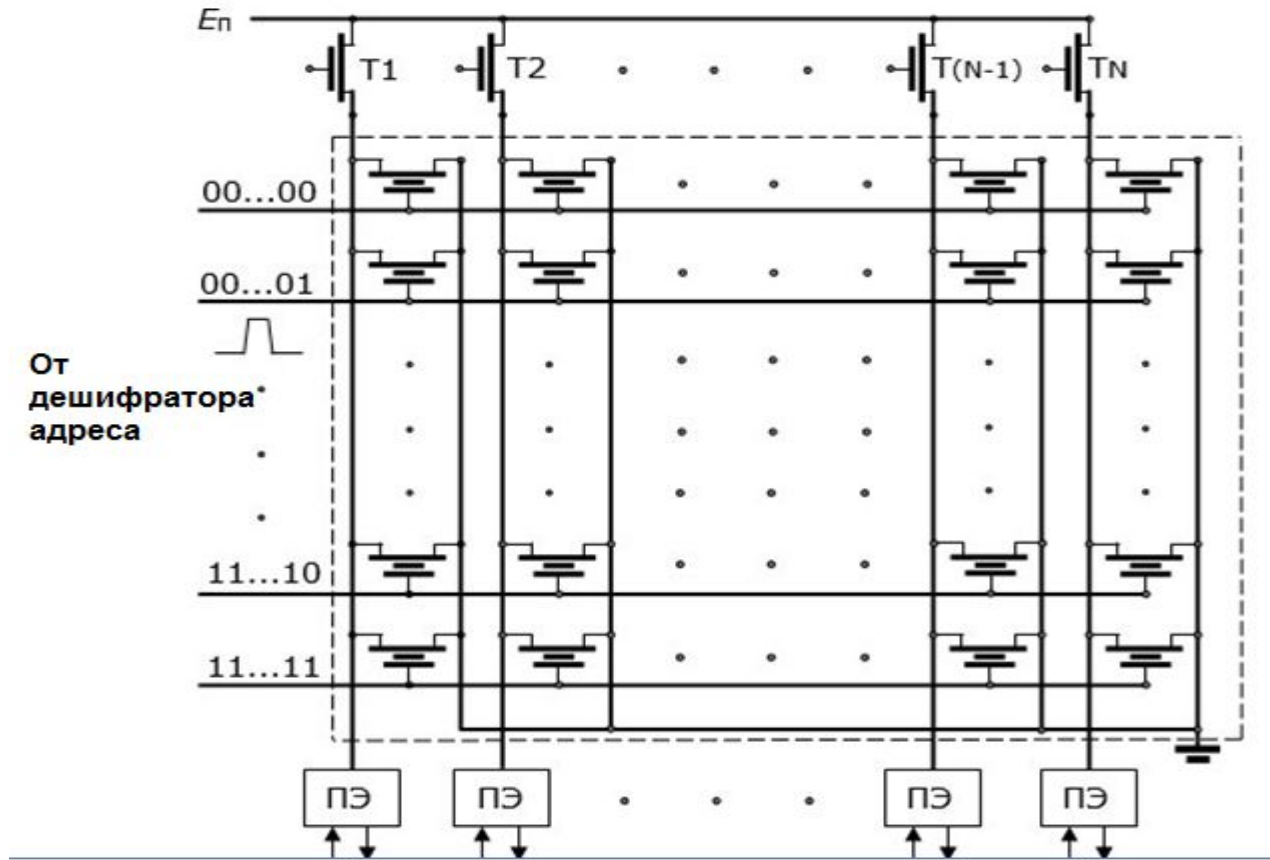 Eп
T1
T2
T(N-1)
TN
00...00
00...01
От
дешифратора
адреса
11...10
11...11
ПЭ
ПЭ
ПЭ
ПЭ